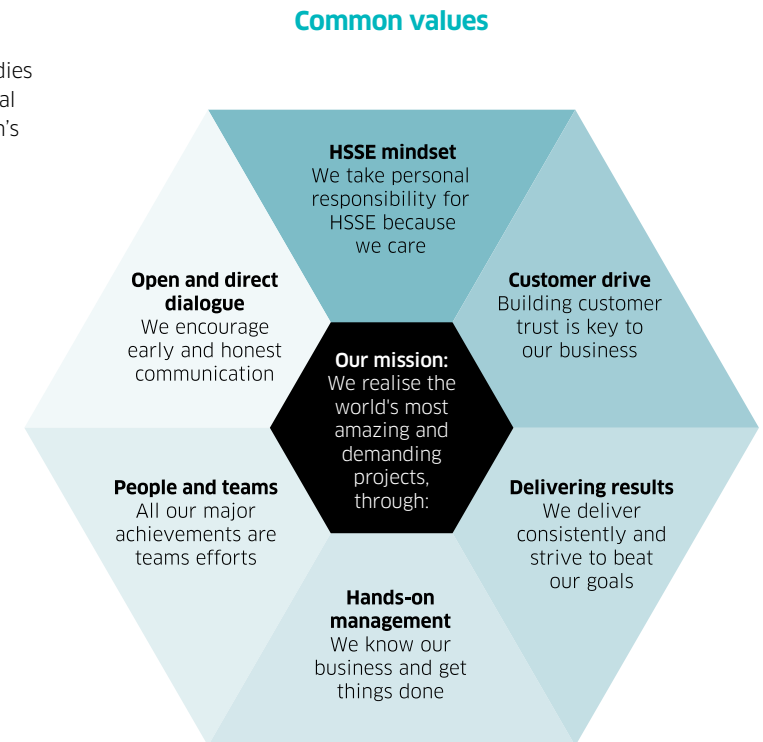 Common values
dies
al
n's
HSSE mindset
We take personal
responsibility for
HSSE because
we care
Customer drive
Building customer
trust is key to
our business
Delivering results
We deliver
consistently and
strive to beat
our goals
Hands-on
management
We know our
business and get
things done
People and teams
All our major
achievements are
teams efforts
Open and direct
dialogue
We encourage
early and honest
communication
Our mission:
We realise the
world's most
amazing and
demanding
projects,
through: